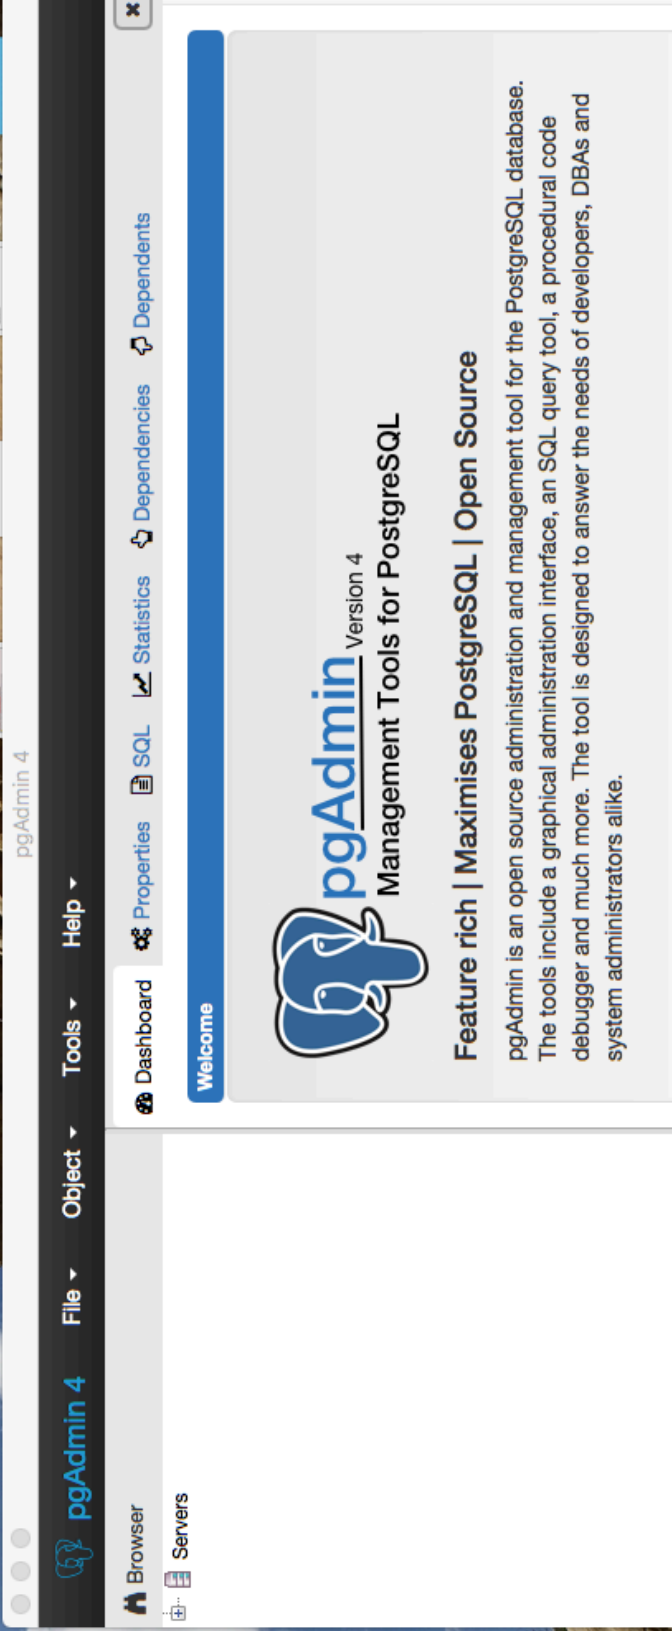 pgAdmin 4
pgAdmin 4 File Object Tools Help
Browser
Dashboard Properties SQL Statistics Dependencies Dependents
Servers
Welcome
pgAdmin Version 4
Management Tools for PostgreSQL
Feature rich | Maximises PostgreSQL | Open Source
pgAdmin is an open source administration and management tool for the PostgreSQL database.
The tools include a graphical administration interface, an SQL query tool, a procedural code
debugger and much more. The tool is designed to answer the needs of developers, DBAs and
system administrators alike.